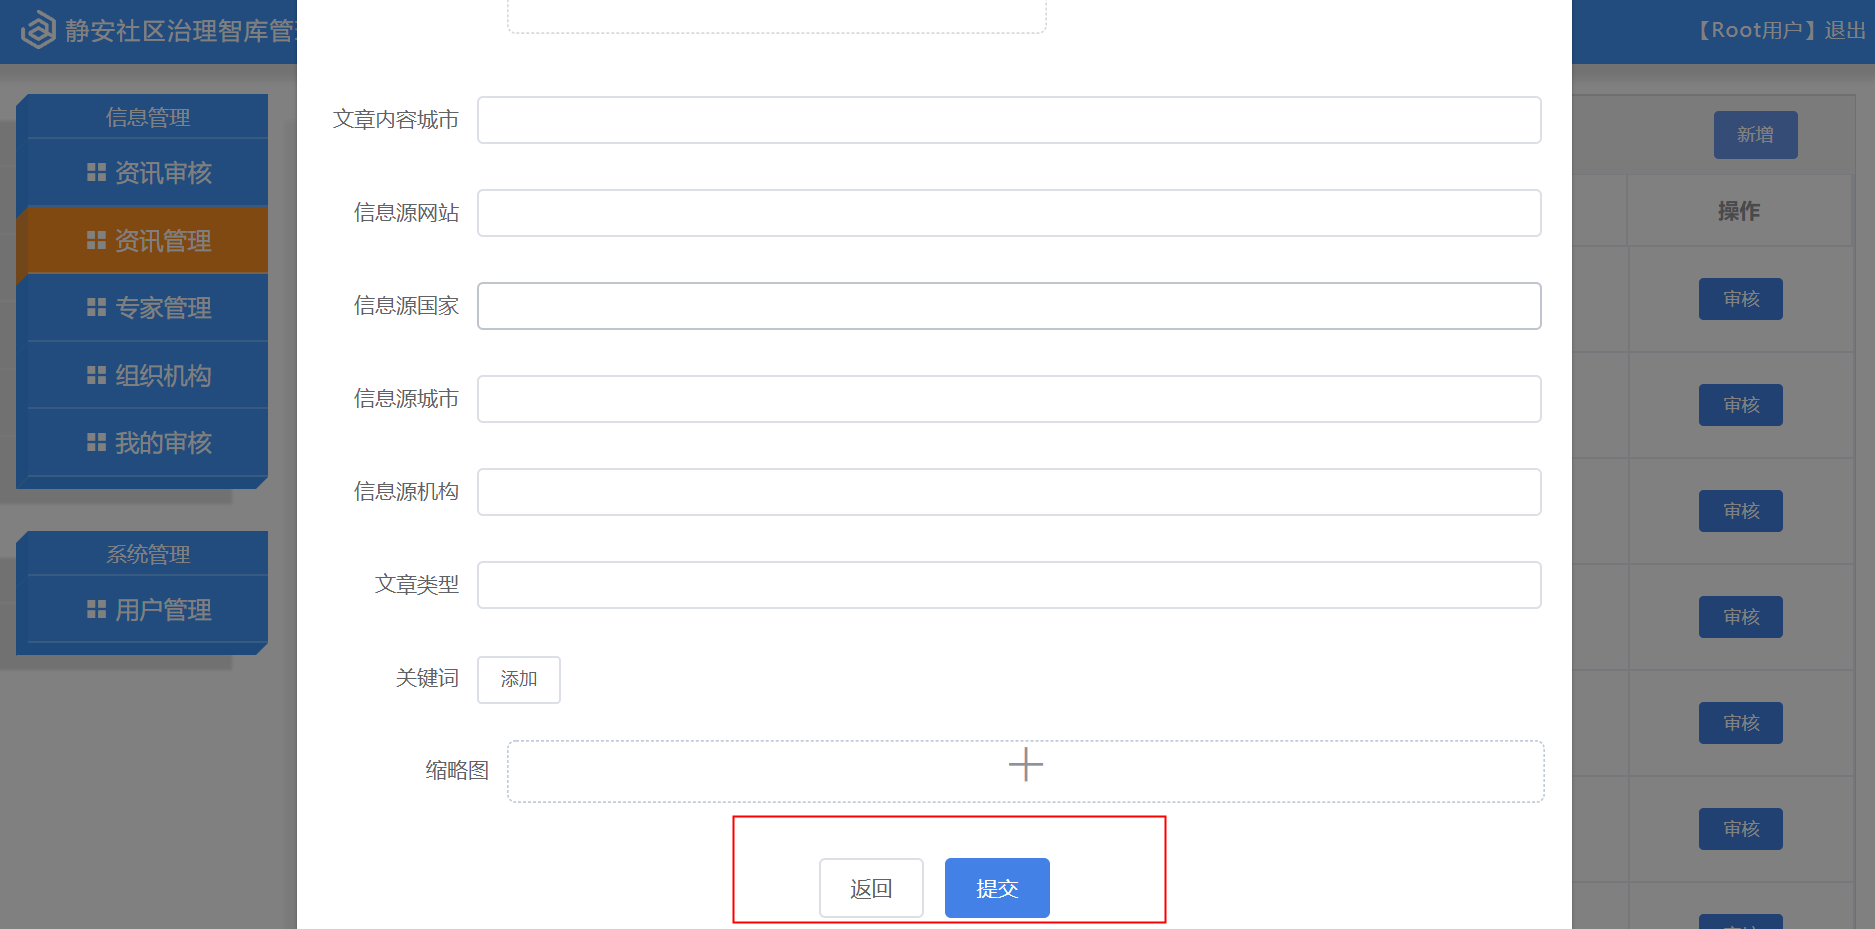 静安社区治理智库管
【Root用户】退出
信息管理
资讯审核
资讯管理
专家管理
组织机构
我的审核
系统管理
用户管理
文章内容城市
信息源网站
信息源国家
信息源城市
信息源机构
文章类型
关键词
添加
缩略图
返回
提交
新增
操作
审核
审核
审核
审核
审核
审核